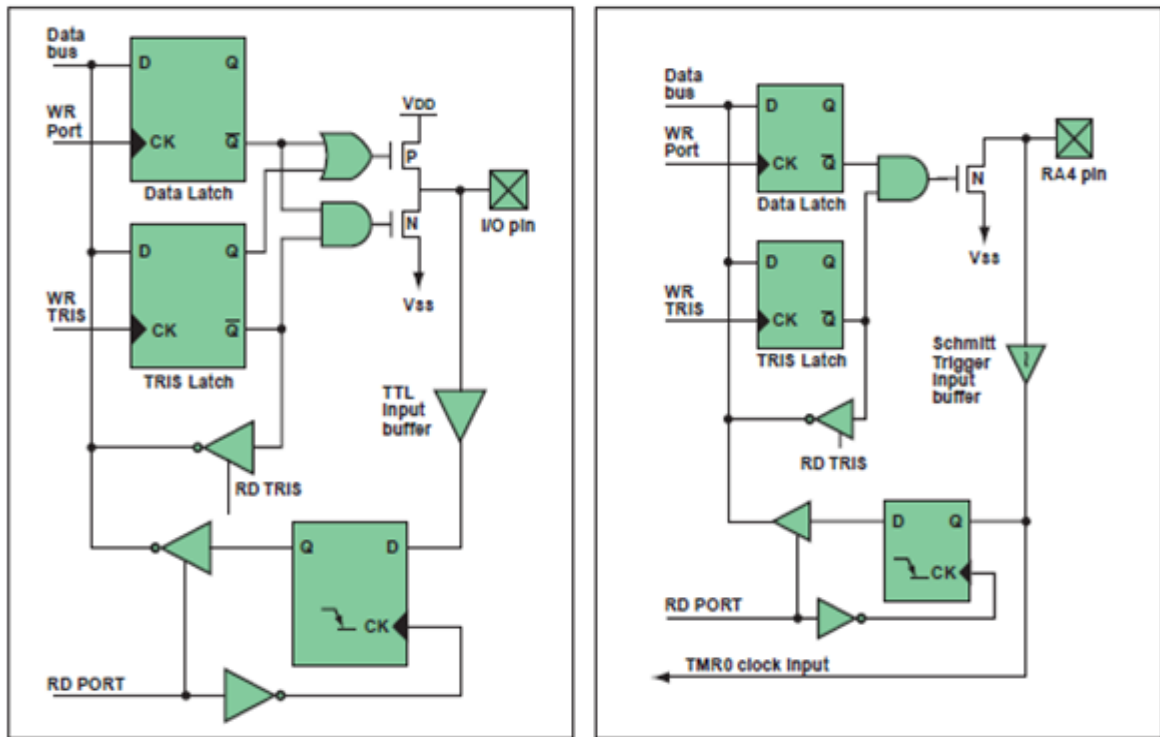 Data
bus
D
Q
WR
Port
CK
Q̅
Data Latch
VDD
P
N
I/O pin
Vss
D
Q
WR
TRIS
CK
Q̅
TRIS Latch
TTL
Input
buffer
RD TRIS
Q
D
CK
RD PORT
Data
bus
D
Q
WR
Port
CK
Q̅
Data Latch
N
RA4 pin
Vss
D
Q
WR
TRIS
CK
Q̅
TRIS Latch
Schmitt
Trigger
Input
buffer
RD TRIS
D
Q
CK
RD PORT
TMR0 clock Input